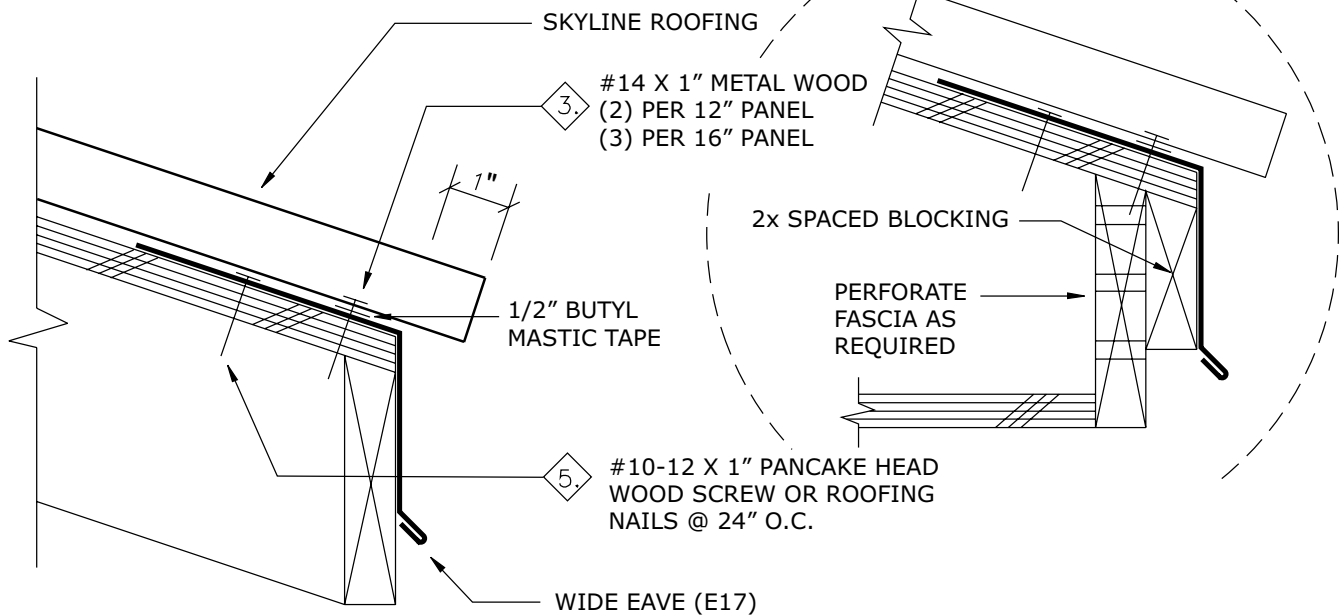 SKYLINE ROOFING
3.
#14 X 1” METAL WOOD
(2) PER 12” PANEL
(3) PER 16” PANEL
1"
2x SPACED BLOCKING
PERFORATE
FASCIA AS
REQUIRED
1/2” BUTYL
MASTIC TAPE
5.
#10-12 X 1” PANCAKE HEAD
WOOD SCREW OR ROOFING
NAILS @ 24” O.C.
WIDE EAVE (E17)